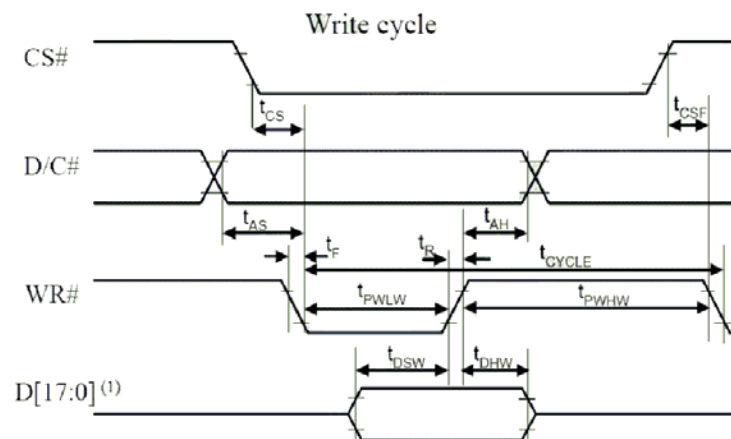 Write cycle
CS#
tCS
tCSF
D/C#
tAS
tF
tR
tAH
tCYCLE
WR#
tPWLW
tPWHW
tDSW
tDHW
D[17:0] (1)